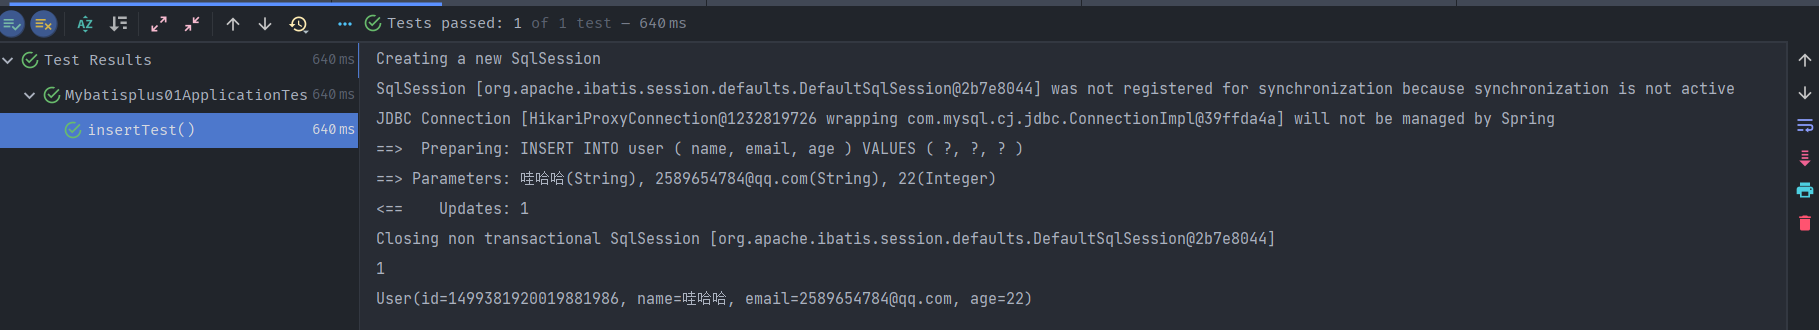 Tests passed: 1 of 1 test – 640 ms
Test Results 640 ms
Mybatisplus01ApplicationTes 640 ms
insertTest() 640 ms
Creating a new SqlSession
SqlSession [org.apache.ibatis.session.defaults.DefaultSqlSession@2b7e8044] was not registered for synchronization because synchronization is not active
JDBC Connection [HikariProxyConnection@1232819726 wrapping com.mysql.cj.jdbc.ConnectionImpl@39ffda4a] will not be managed by Spring
==>  Preparing: INSERT INTO user ( name, email, age ) VALUES ( ?, ?, ? )
==> Parameters: 哇哈哈(String), 2589654784@qq.com(String), 22(Integer)
<==    Updates: 1
Closing non transactional SqlSession [org.apache.ibatis.session.defaults.DefaultSqlSession@2b7e8044]
1
User(id=1499381920019881986, name=哇哈哈, email=2589654784@qq.com, age=22)